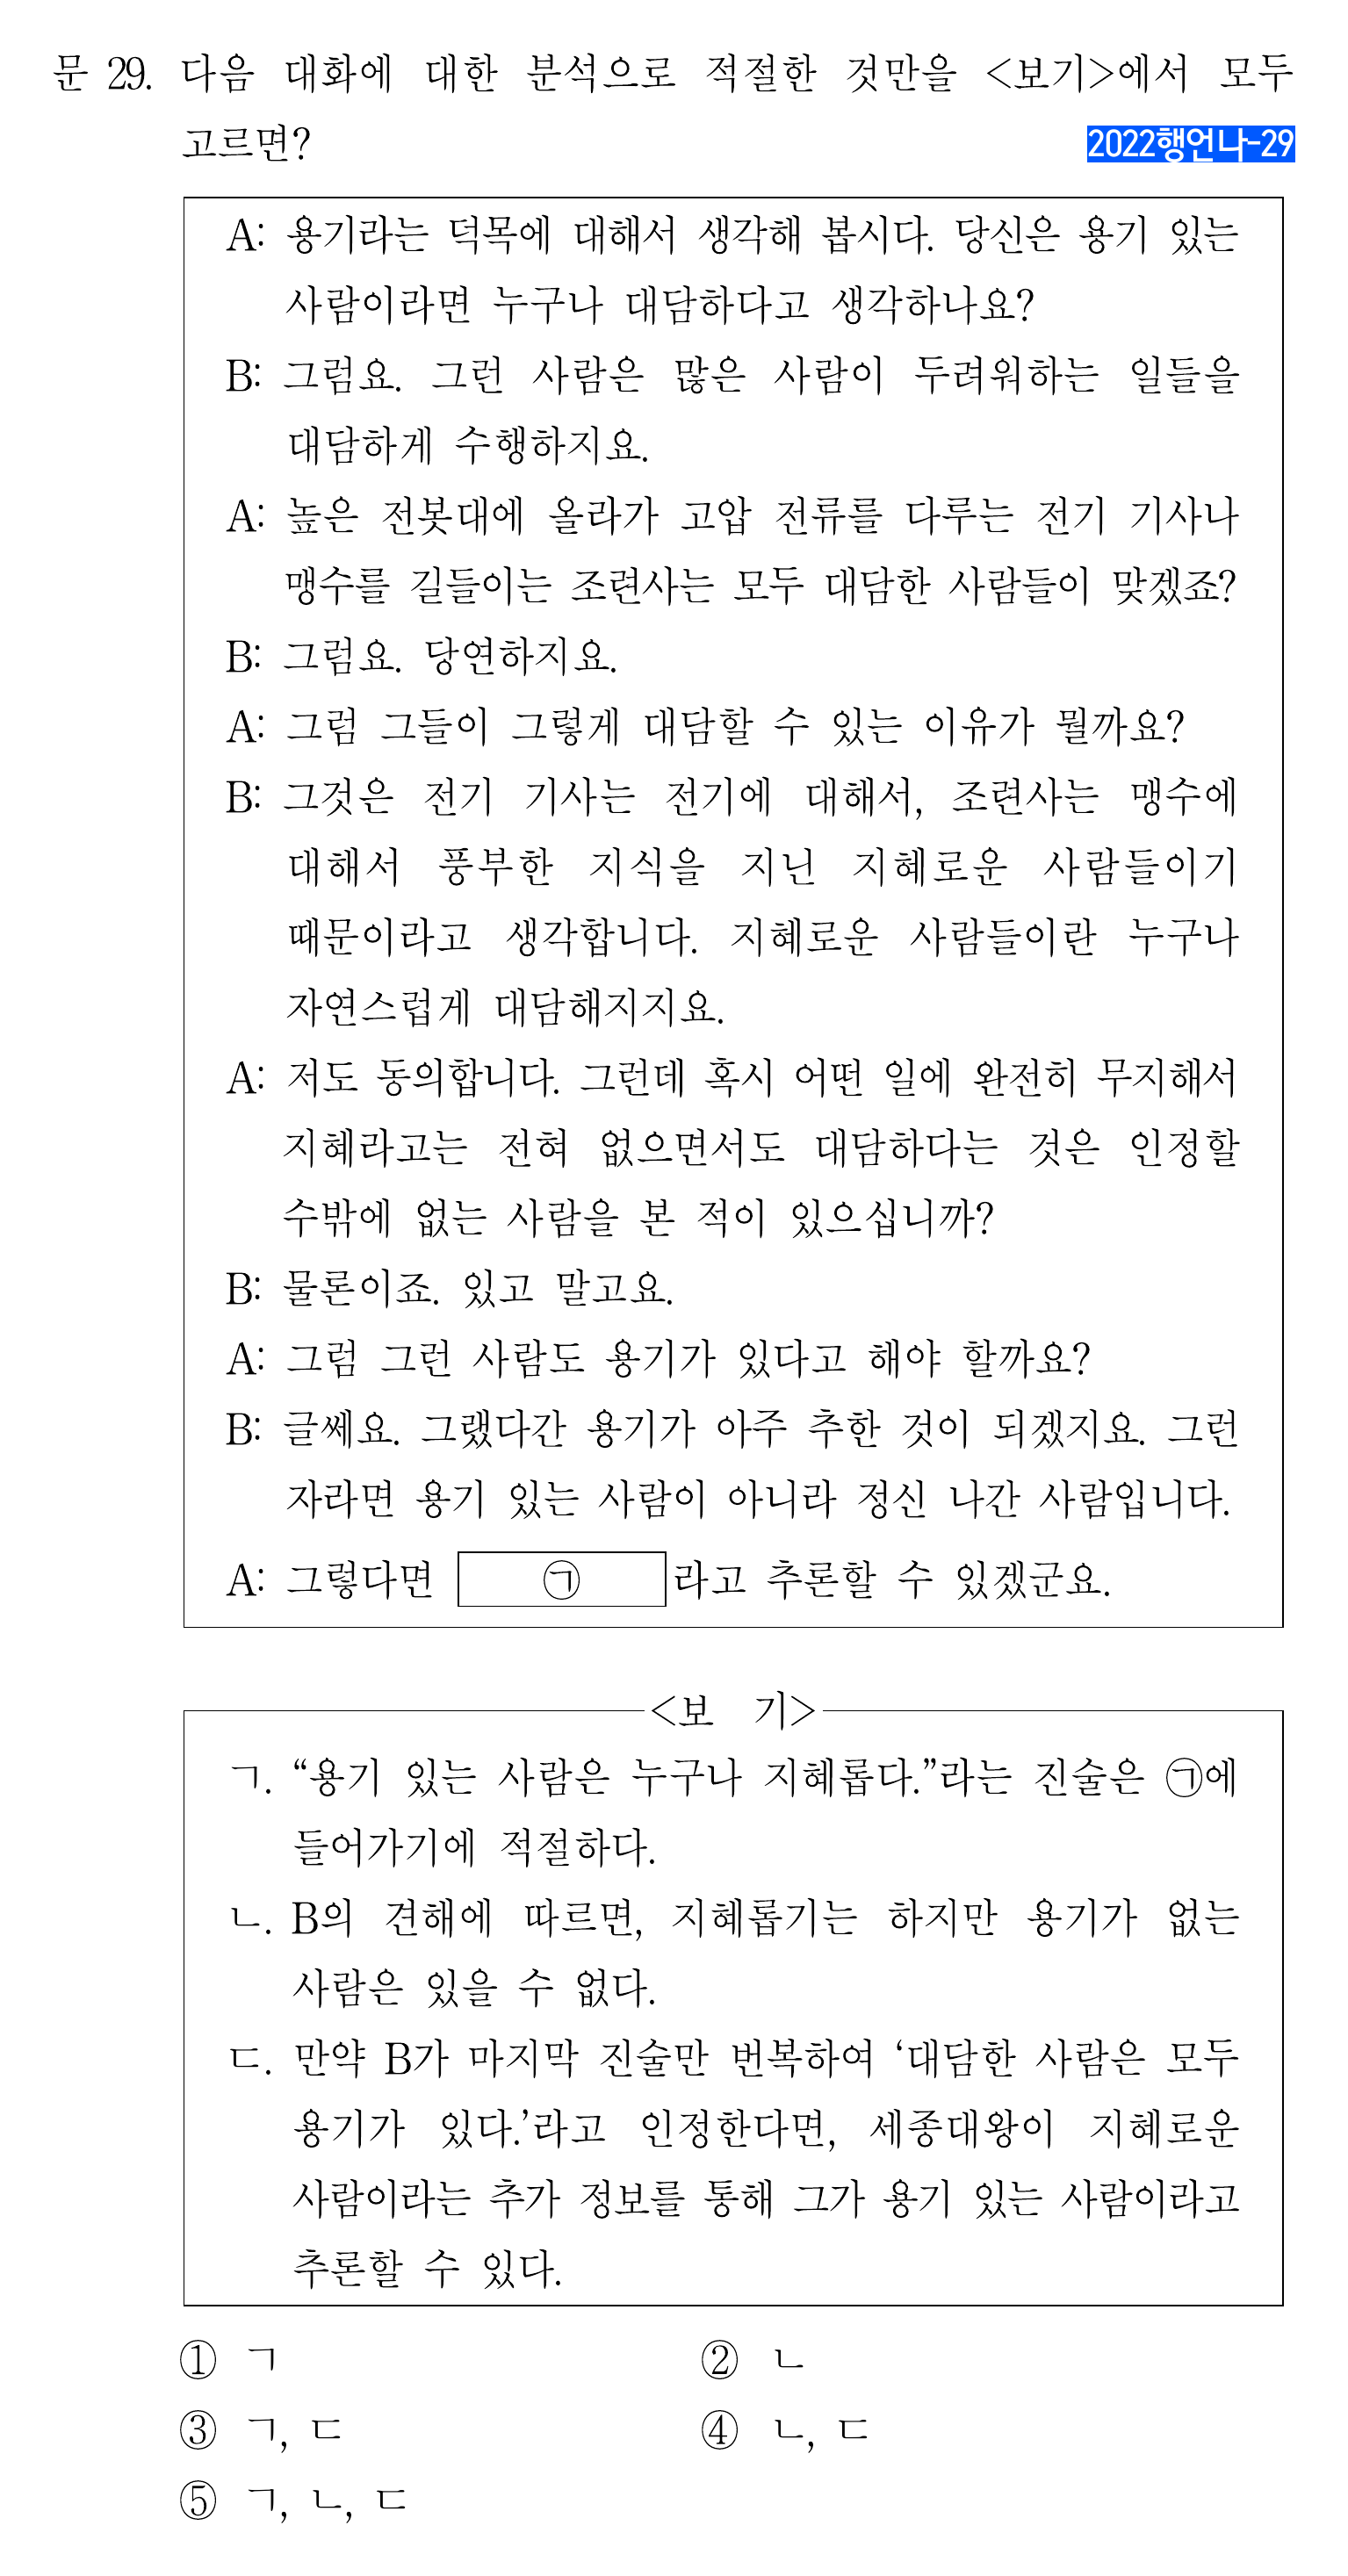 문 29. 다음 대화에 대한 분석으로 적절한 것만을 <보기>에서 모두
고르면?
2022행언나-29
A: 용기라는 덕목에 대해서 생각해 봅시다. 당신은 용기 있는
사람이라면 누구나 대담하다고 생각하나요?
B: 그럼요. 그런 사람은 많은 사람이 두려워하는 일들을
대담하게 수행하지요.
A: 높은 전봇대에 올라가 고압 전류를 다루는 전기 기사나
맹수를 길들이는 조련사는 모두 대담한 사람들이 맞겠죠?
B: 그럼요. 당연하지요.
A: 그럼 그들이 그렇게 대담할 수 있는 이유가 뭘까요?
B: 그것은 전기 기사는 전기에 대해서, 조련사는 맹수에
대해서 풍부한 지식을 지닌 지혜로운 사람들이기
때문이라고 생각합니다. 지혜로운 사람들이란 누구나
자연스럽게 대담해지지요.
A: 저도 동의합니다. 그런데 혹시 어떤 일에 완전히 무지해서
지혜라고는 전혀 없으면서도 대담하다는 것은 인정할
수밖에 없는 사람을 본 적이 있으십니까?
B: 물론이죠. 있고 말고요.
A: 그럼 그런 사람도 용기가 있다고 해야 할까요?
B: 글쎄요. 그랬다간 용기가 아주 추한 것이 되겠지요. 그런
자라면 용기 있는 사람이 아니라 정신 나간 사람입니다.
A: 그렇다면 ㉠ 라고 추론할 수 있겠군요.
<보 기>
ㄱ. “용기 있는 사람은 누구나 지혜롭다.”라는 진술은 ㉠에
들어가기에 적절하다.
ㄴ. B의 견해에 따르면, 지혜롭기는 하지만 용기가 없는
사람은 있을 수 없다.
ㄷ. 만약 B가 마지막 진술만 번복하여 ‘대담한 사람은 모두
용기가 있다.’라고 인정한다면, 세종대왕이 지혜로운
사람이라는 추가 정보를 통해 그가 용기 있는 사람이라고
추론할 수 있다.
① ㄱ ② ㄴ
③ ㄱ, ㄷ ④ ㄴ, ㄷ
⑤ ㄱ, ㄴ, ㄷ